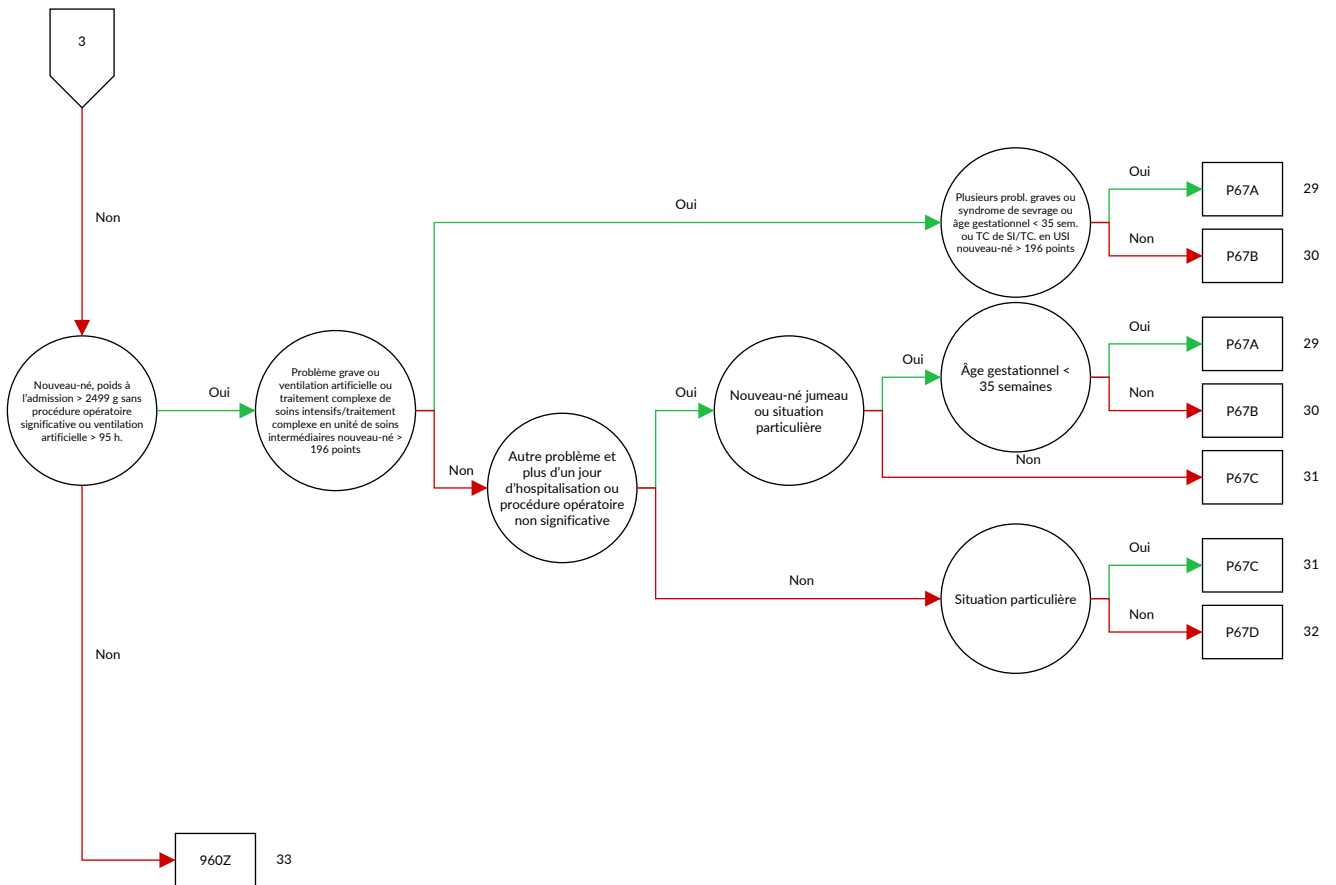 3
Non
Nouveau-né, poids à
l'admission > 2499 g sans
procédure opératoire
significative ou ventilation
artificielle > 95 h.
Oui
Problème grave ou
ventilation artificielle ou
traitement complexe de
soins intensifs/traitement
complexe en unité de soins
intermédiaires nouveau-né >
196 points
Oui
Plusieurs probl. graves ou
syndrome de sevrage ou
âge gestationnel < 35 sem.
ou TC de SI/TC. en USI
nouveau-né > 196 points
Oui
P67A
29
Non
P67B
30
Non
Autre problème et
plus d'un jour
d'hospitalisation ou
procédure opératoire
non significative
Oui
Nouveau-né jumeau
ou situation
particulière
Oui
Âge gestationnel <
35 semaines
Oui
P67A
29
Non
P67B
30
Non
P67C
31
Non
Situation particulière
Oui
P67C
31
Non
P67D
32
Non
960Z
33